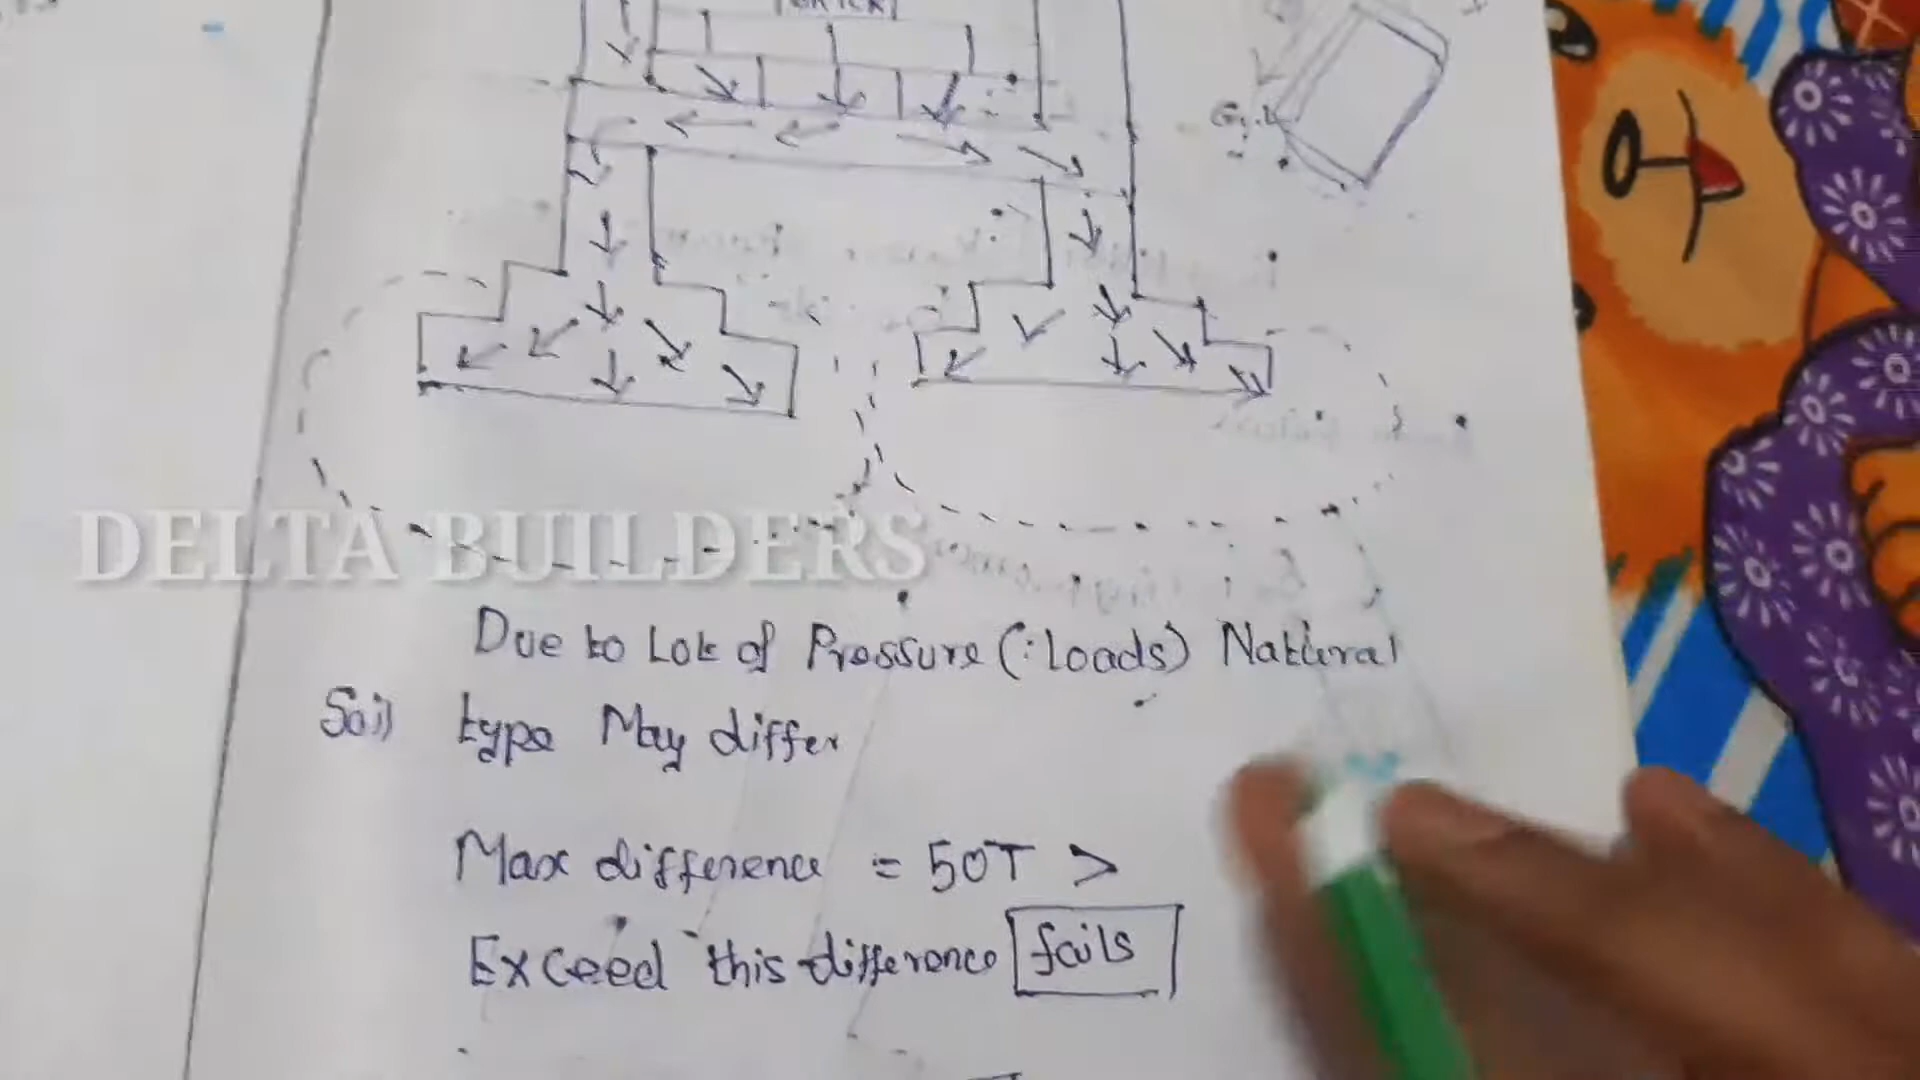 BRICK
G.L
DELTA BUILDERS
Due to Lot of Pressure (∵ loads) Natural
Soil type May differ
Max difference = 50T >
Exceed this difference fails